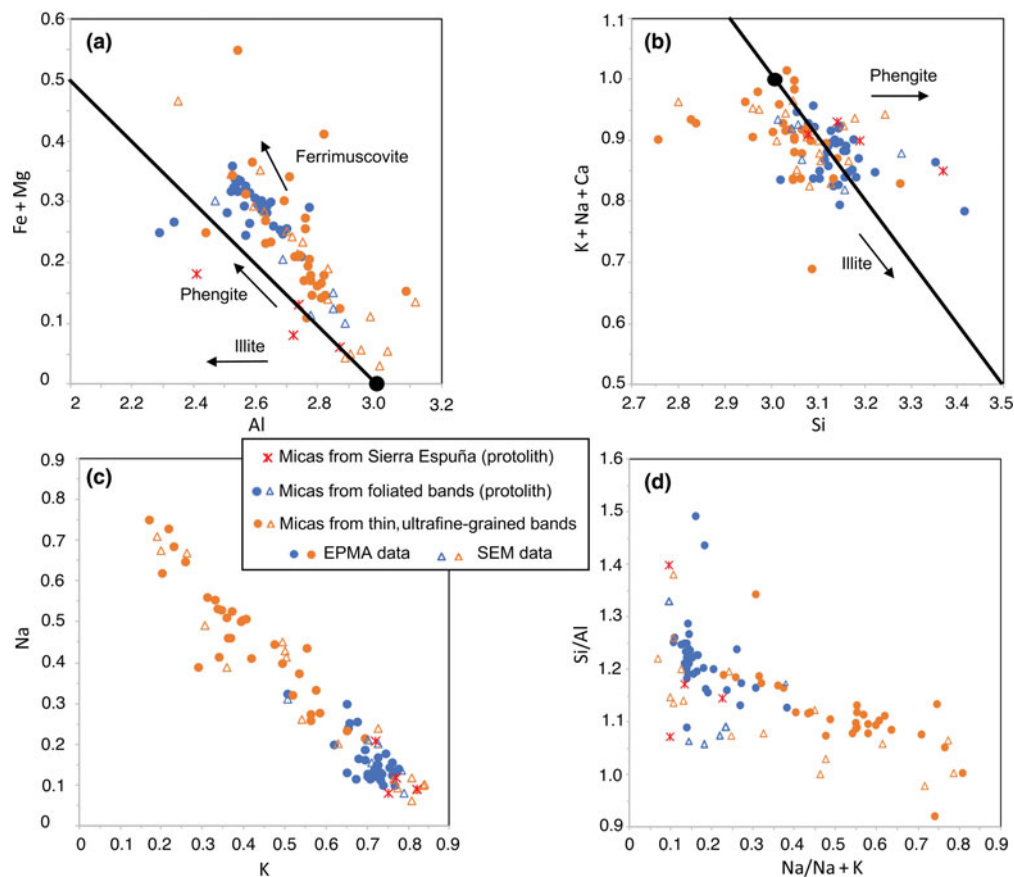 (a)
0.6
0.5
0.4
0.3
0.2
0.1
0
Fe + Mg
Ferrimuscovite
Phengite
Illite
2 2.2 2.4 2.6 2.8 3.0 3.2
Al
(b)
1.0
0.9
0.8
0.7
0.6
0.5
K + Na + Ca
Phengite
Illite
2.7 2.8 2.9 3.0 3.1 3.2 3.3 3.4 3.5
Si
Micas from Sierra Espuña (protolith)
Micas from foliated bands (protolith)
Micas from thin, ultrafine-grained bands
EPMA data SEM data
(c)
0.9
0.8
0.7
0.6
0.5
0.4
0.3
0.2
0.1
0
Na
0 0.1 0.2 0.3 0.4 0.5 0.6 0.7 0.8 0.9
K
(d)
1.6
1.5
1.4
1.3
1.2
1.1
1.0
0.9
Si/Al
0 0.1 0.2 0.3 0.4 0.5 0.6 0.7 0.8 0.9
Na/Na + K